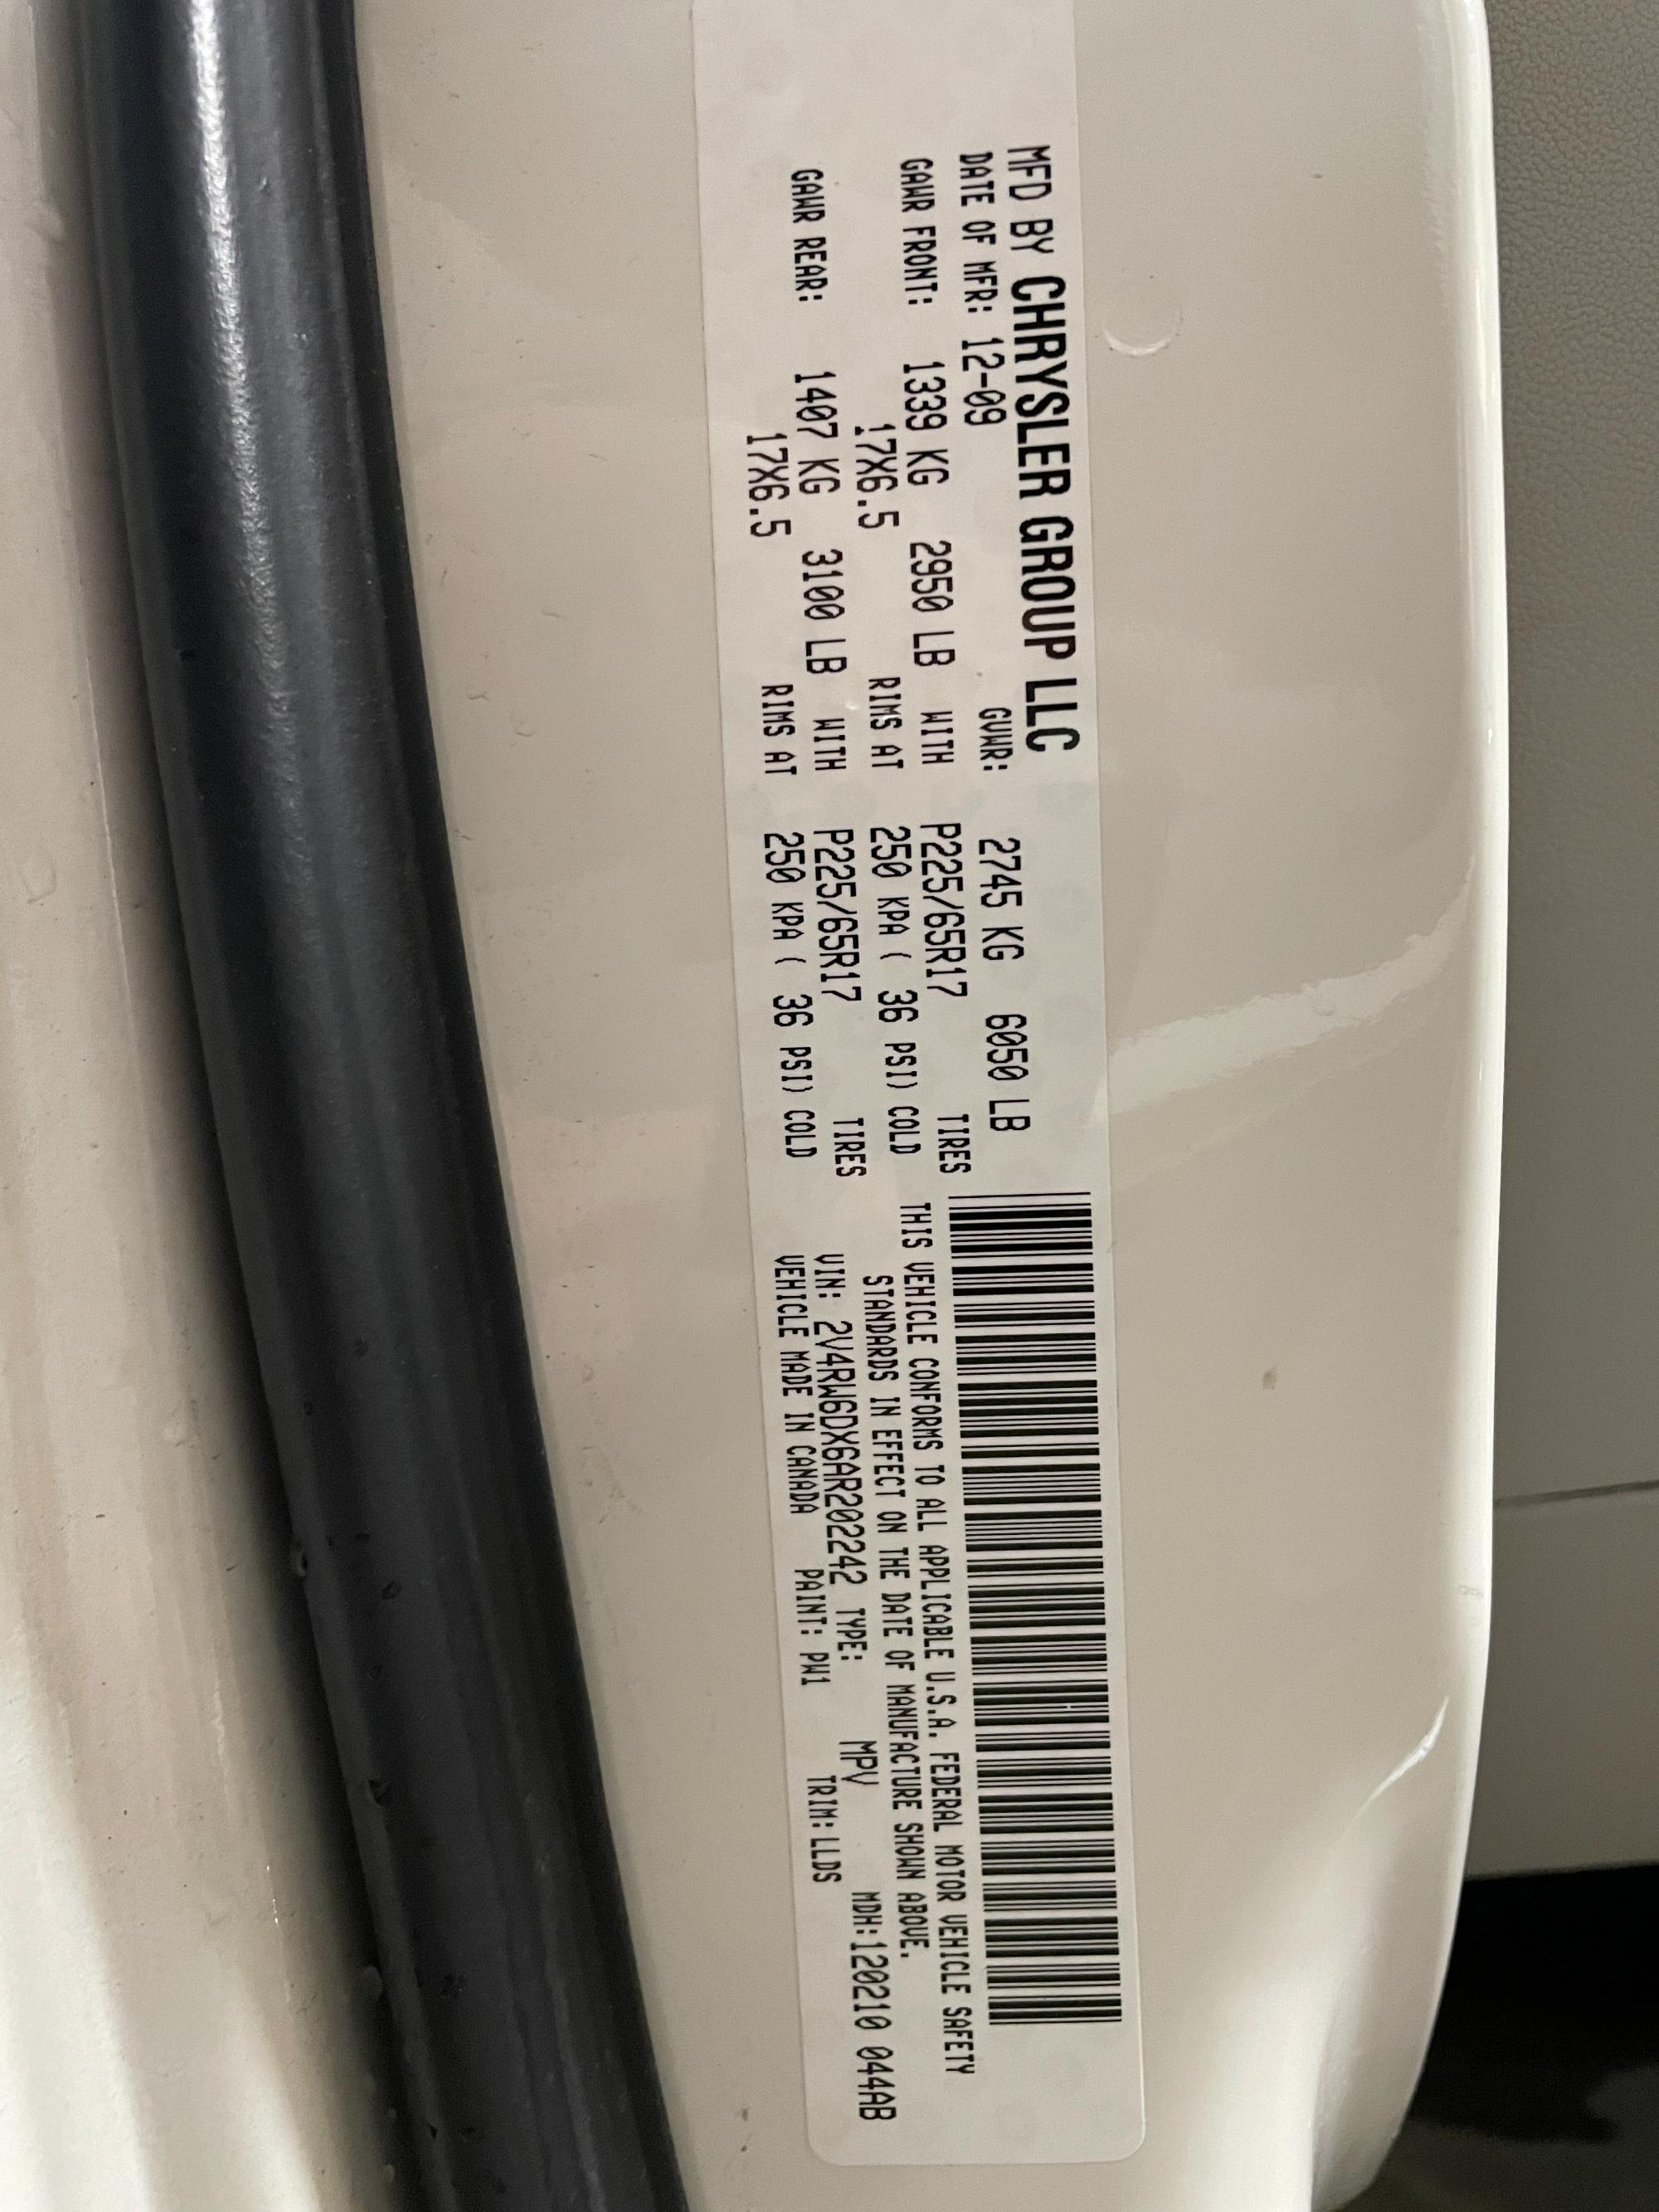 MFD BY CHRYSLER GROUP LLC
DATE OF MFR: 12-09 GVWR: 2745 KG 6050 LB
GAWR FRONT: 1339 KG 2950 LB WITH P225/65R17 TIRES
17X6.5 RIMS AT 250 KPA ( 36 PSI) COLD
GAWR REAR: 1407 KG 3100 LB WITH P225/65R17 TIRES
17X6.5 RIMS AT 250 KPA ( 36 PSI) COLD
THIS VEHICLE CONFORMS TO ALL APPLICABLE U.S.A. FEDERAL MOTOR VEHICLE SAFETY
STANDARDS IN EFFECT ON THE DATE OF MANUFACTURE SHOWN ABOVE.
VIN: 2V4RW6DX6AR202242 TYPE: MPV MDH:120210 044AB
VEHICLE MADE IN CANADA PAINT: PW1 TRIM: LLDS